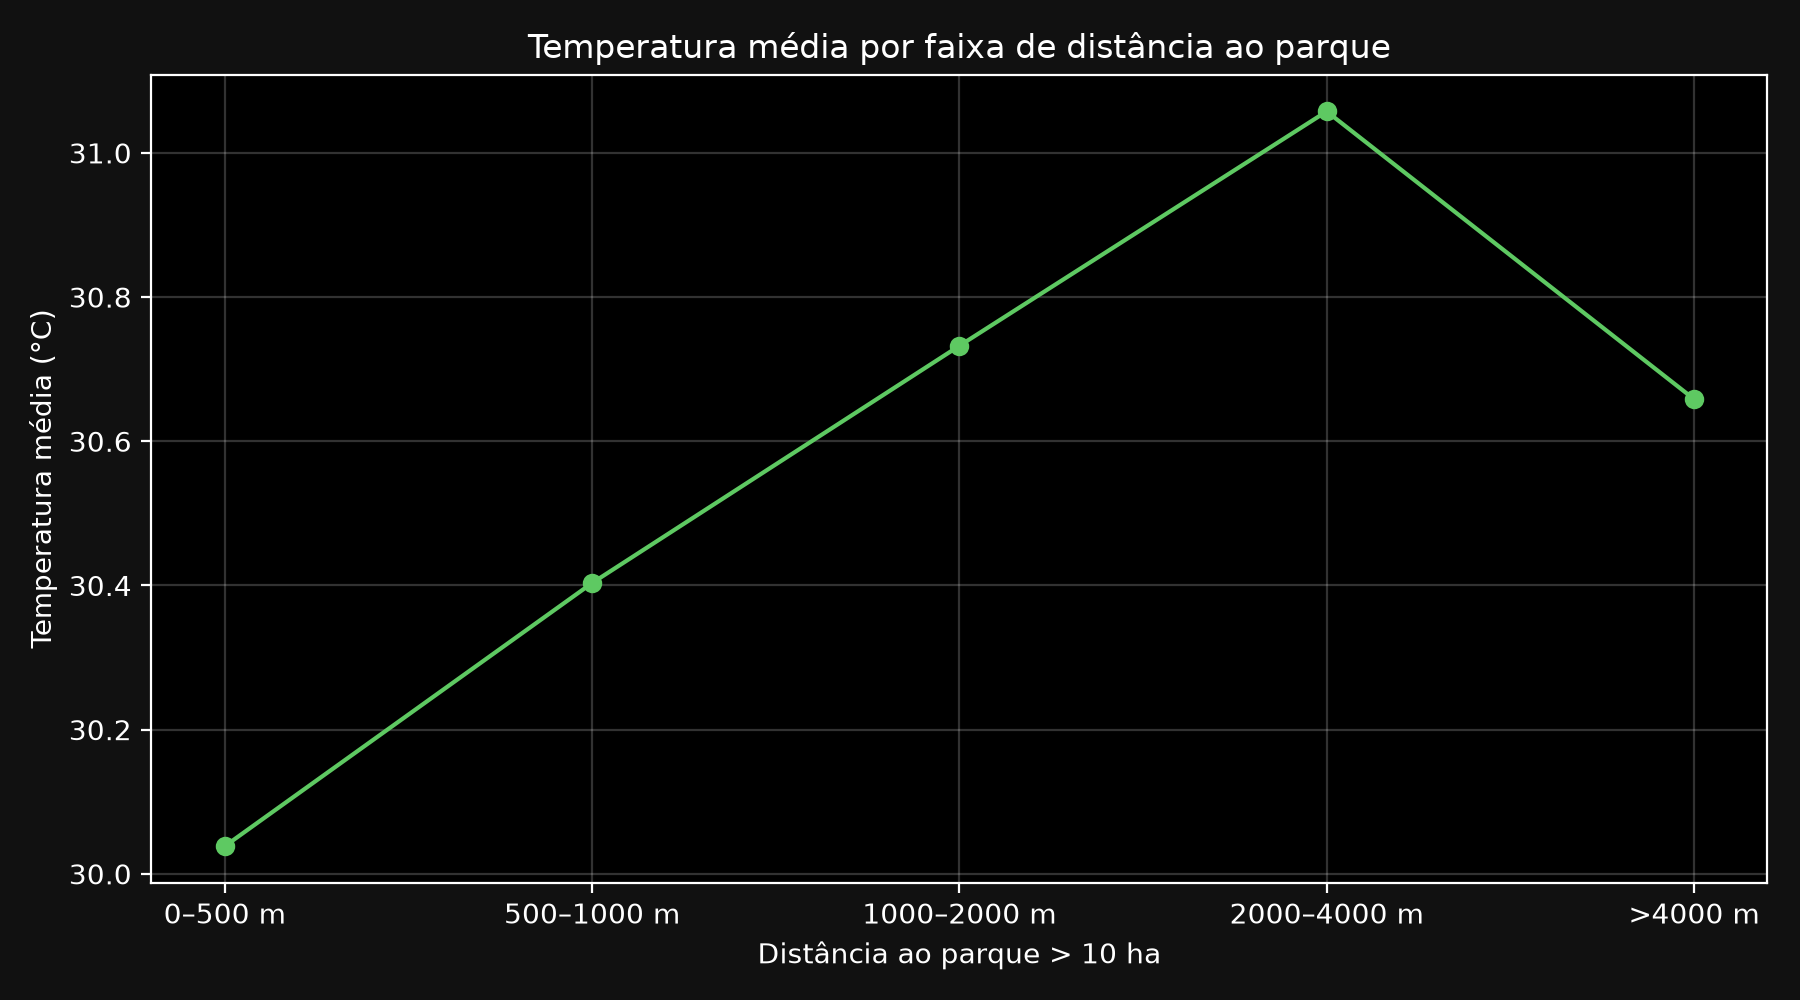 Temperatura média por faixa de distância ao parque
Temperatura média (°C)
31.0
30.8
30.6
30.4
30.2
30.0
0–500 m
500–1000 m
1000–2000 m
2000–4000 m
>4000 m
Distância ao parque > 10 ha